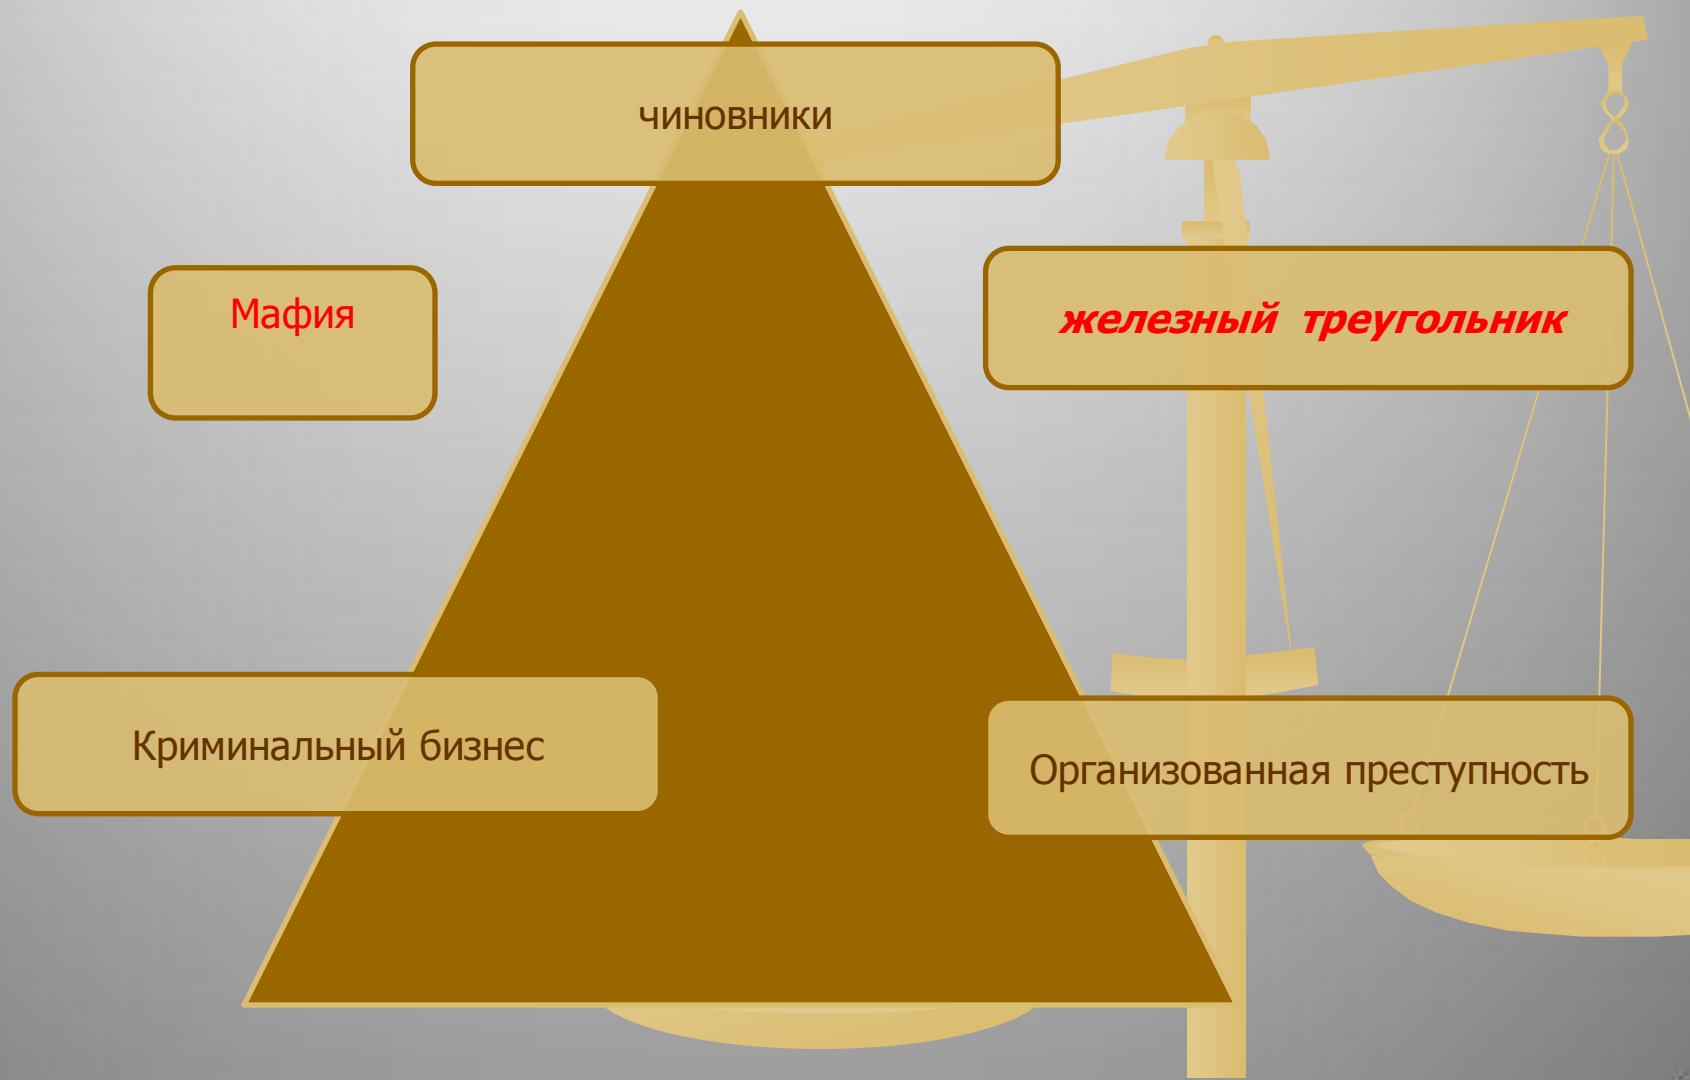 чиновники
Мафия
железный треугольник
Криминальный бизнес
Организованная преступность